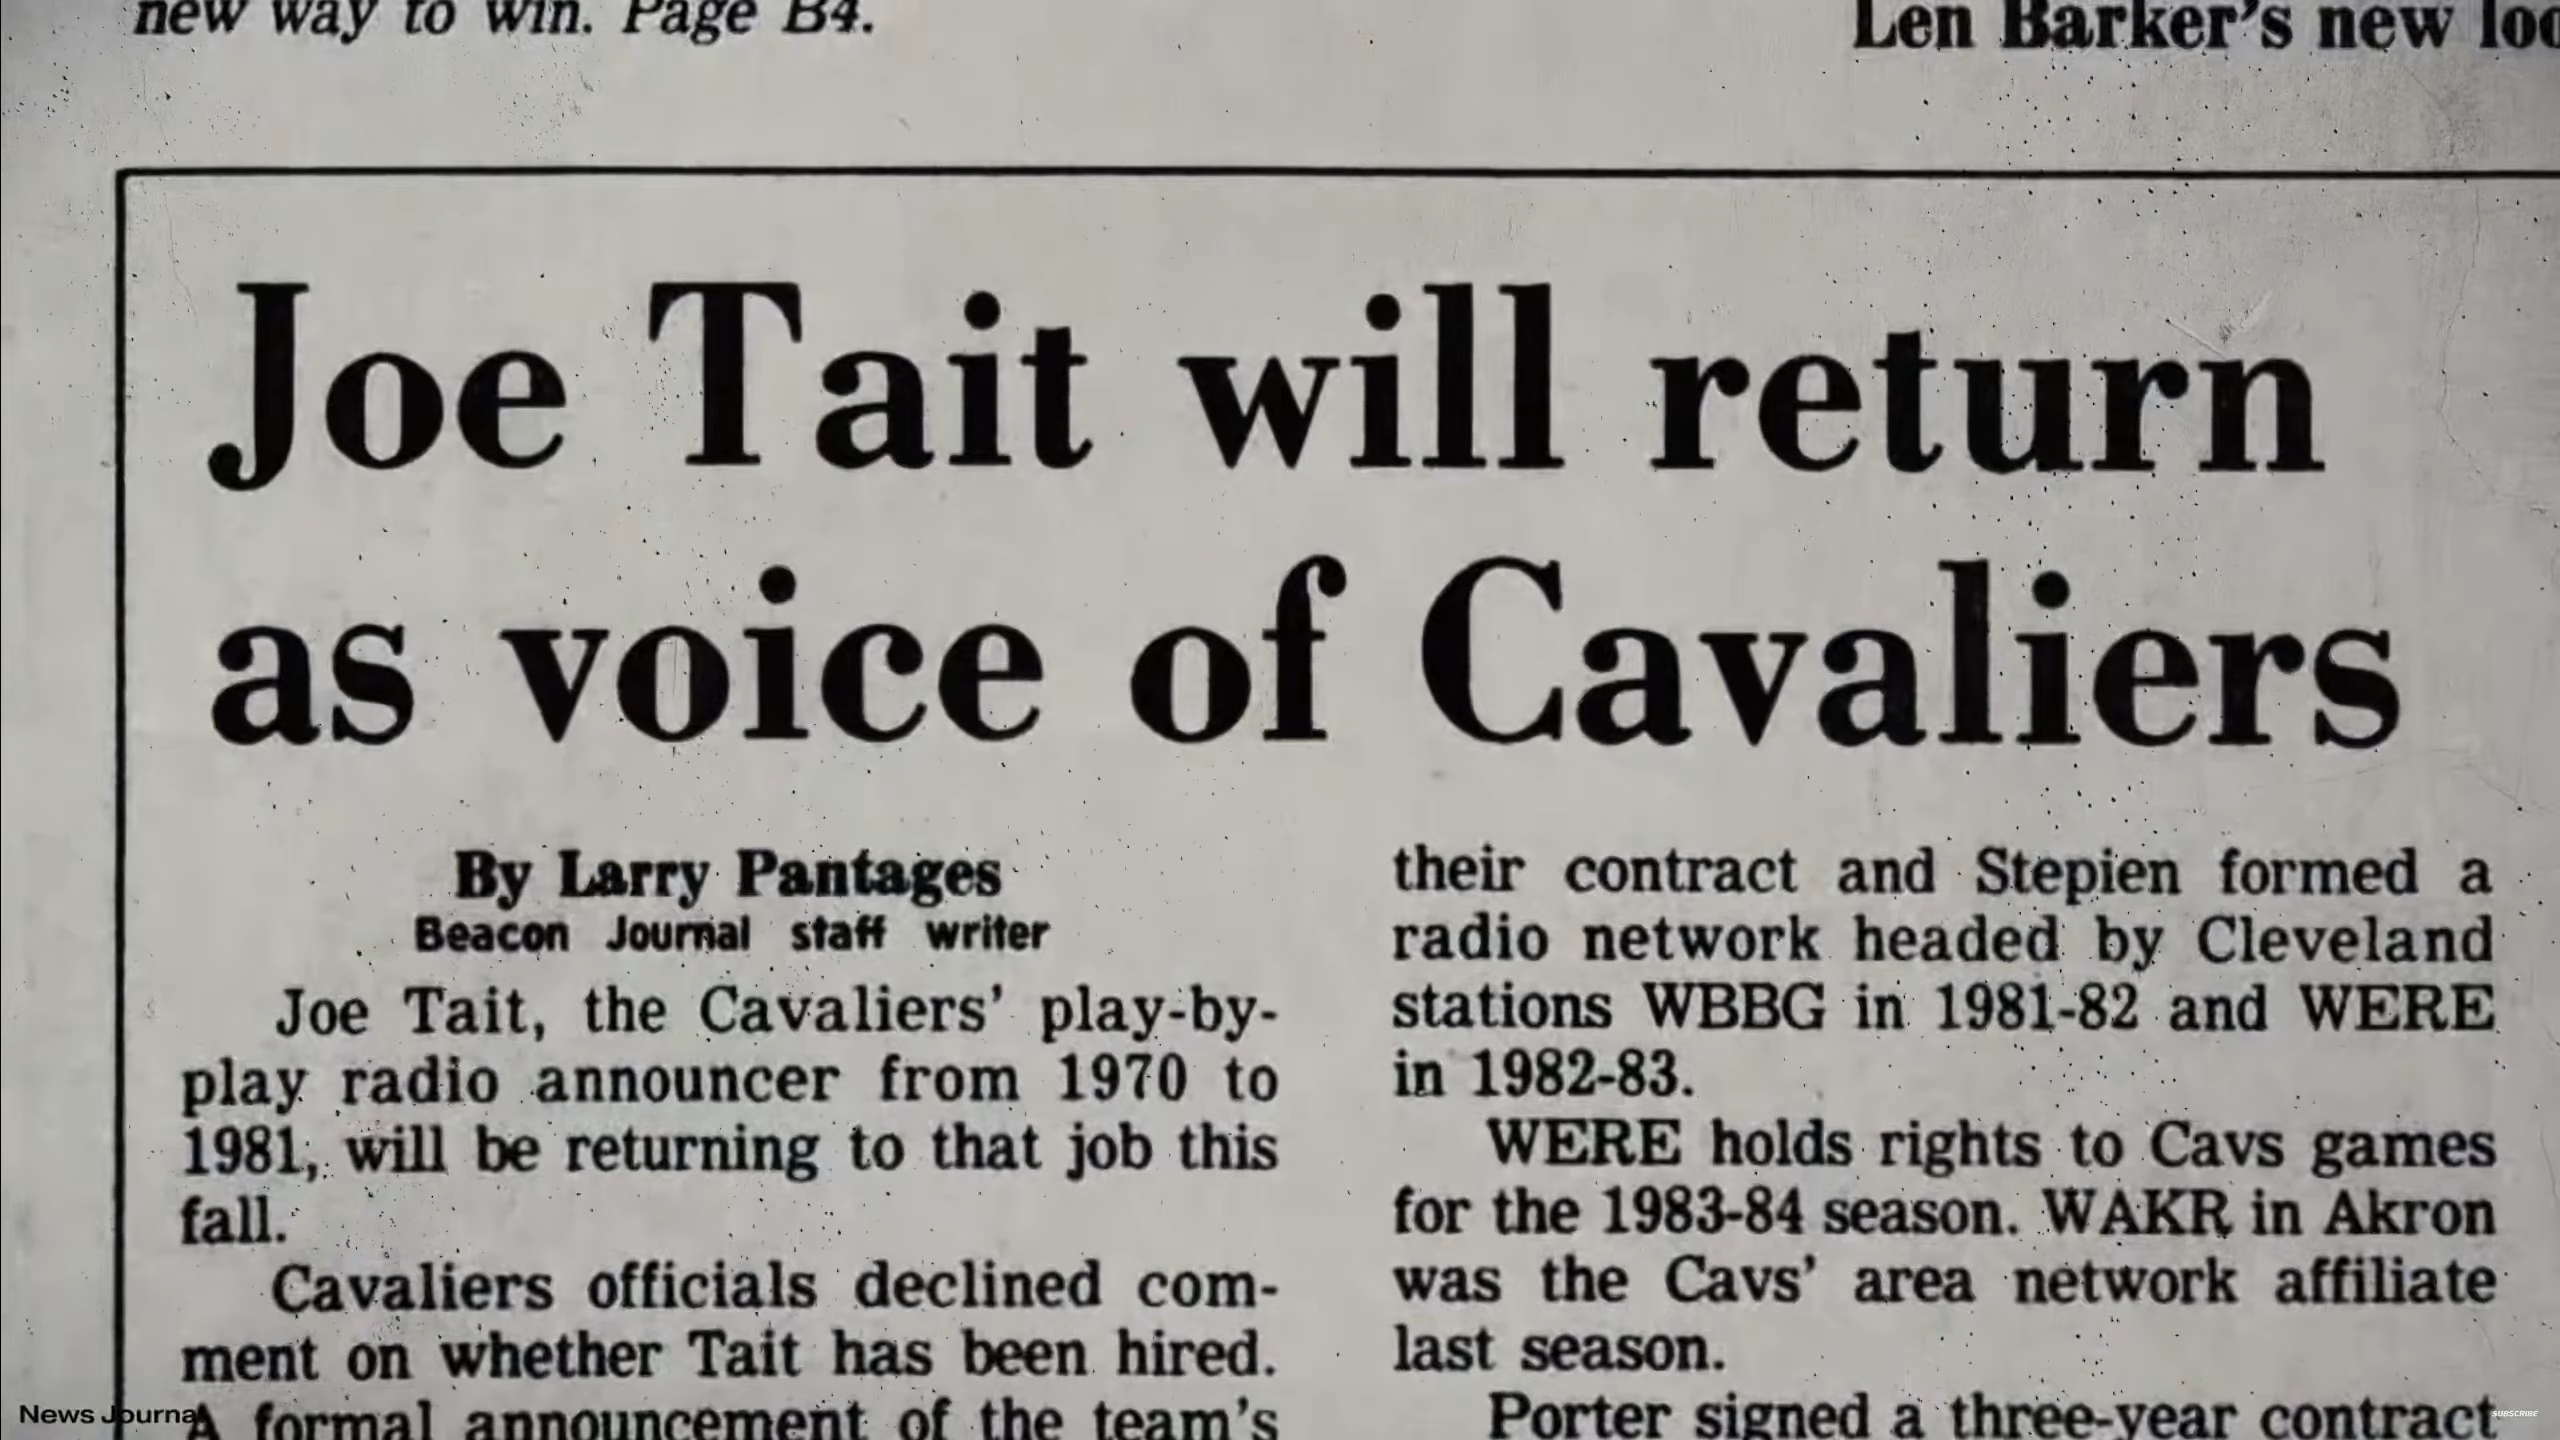 new way to win. Page B4.
Len Barker's new
Joe Tait will return
as voice of Cavaliers
By Larry Pantages
Beacon Journal staff writer
Joe Tait, the Cavaliers' play-by-
play radio announcer from 1970 to
1981, will be returning to that job this
fall.
Cavaliers officials declined com-
ment on whether Tait has been hired.
A formal announcement of the team's
their contract and Stepien formed a
radio network headed by Cleveland
stations WBBG in 1981-82 and WERE
in 1982-83.
WERE holds rights to Cavs games
for the 1983-84 season. WAKR in Akron
was the Cavs' area network affiliate
last season.
Porter signed a three-year contract
News Journal
SUBSCRIBE